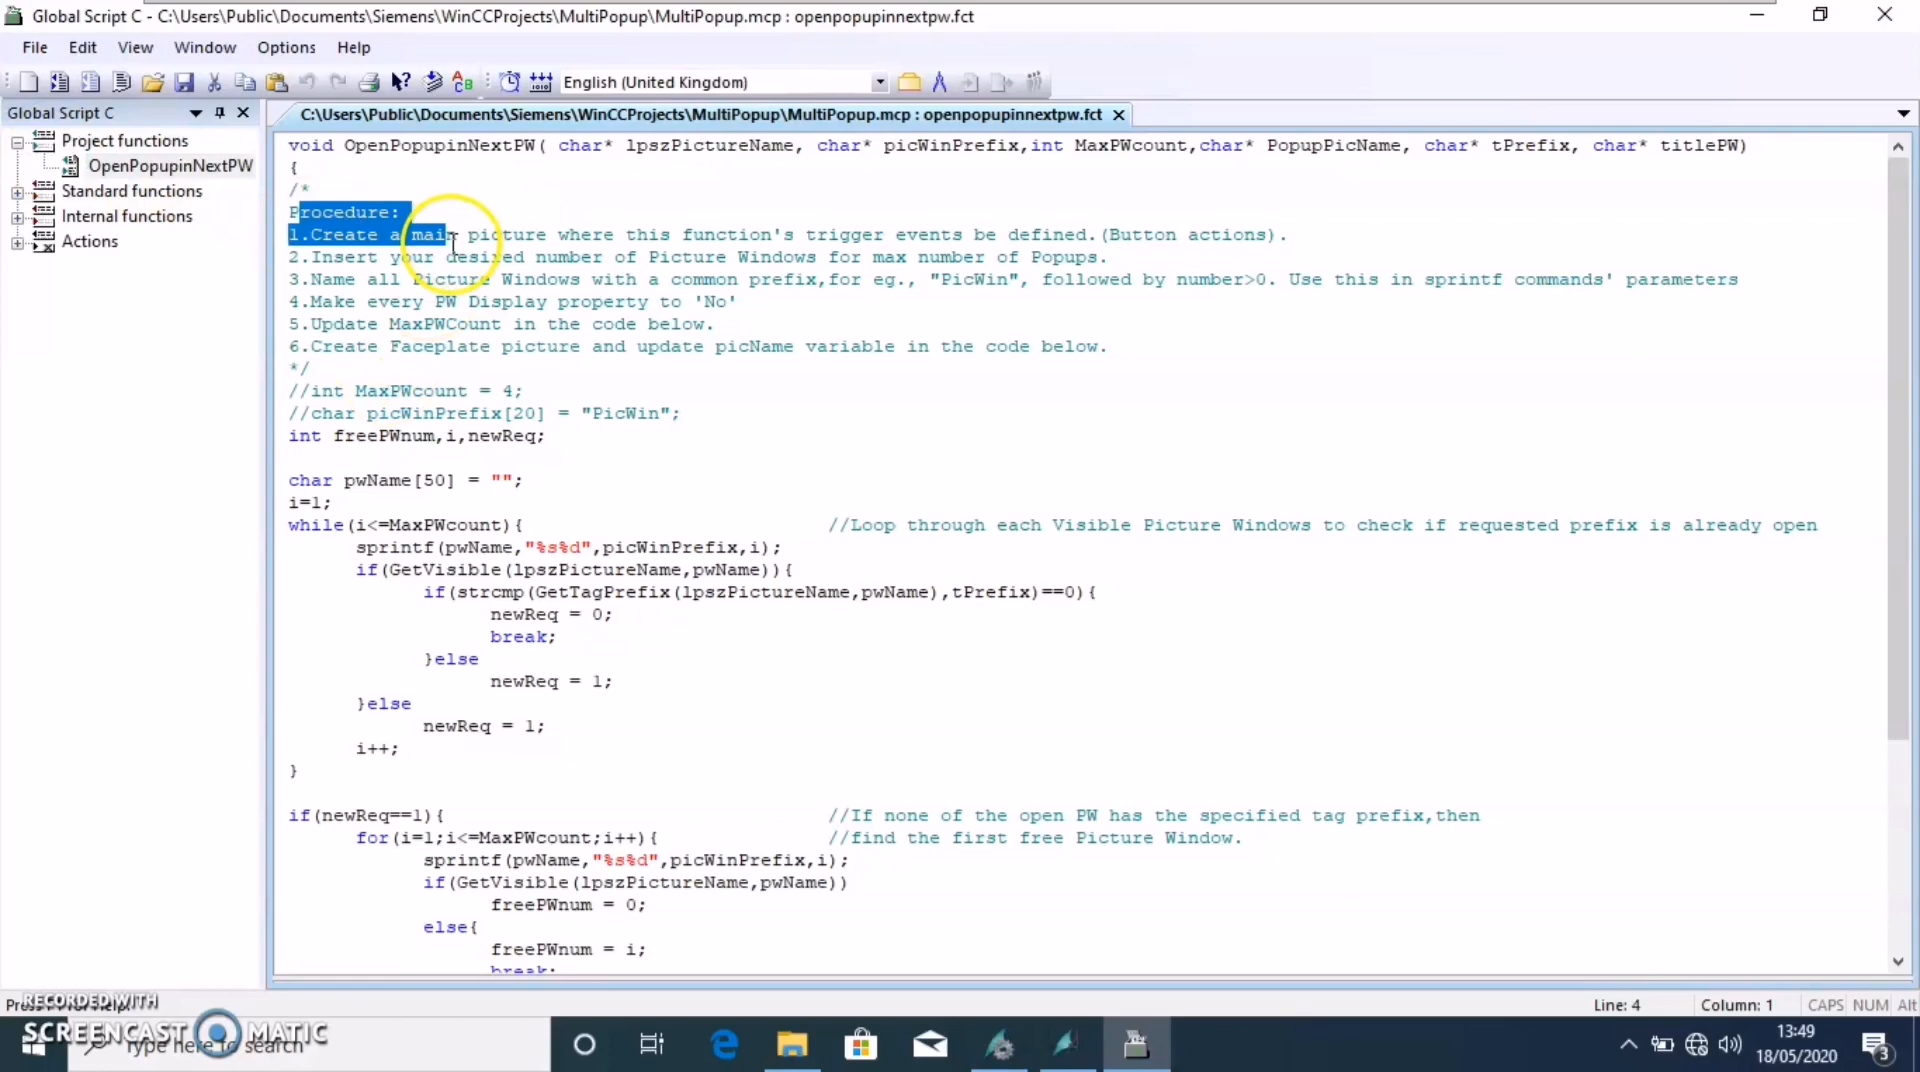 Global Script C - C:\Users\Public\Documents\Siemens\WinCCProjects\MultiPopup\MultiPopup.mcp : openpopupinnextpw.fct
File Edit View Window Options Help
English (United Kingdom)
Global Script C
C:\Users\Public\Documents\Siemens\WinCCProjects\MultiPopup\MultiPopup.mcp : openpopupinnextpw.fct
Project functions
OpenPopupinNextPW
Standard functions
Internal functions
Actions
void OpenPopupinNextPW( char* lpszPictureName, char* picWinPrefix,int MaxPWcount,char* PopupPicName, char* tPrefix, char* titlePW)
{
/*
Procedure:
1.Create a main picture where this function's trigger events be defined.(Button actions).
2.Insert your desired number of Picture Windows for max number of Popups.
3.Name all Picture Windows with a common prefix,for eg., "PicWin", followed by number>0. Use this in sprintf commands' parameters
4.Make every PW Display property to 'No'
5.Update MaxPWCount in the code below.
6.Create Faceplate picture and update picName variable in the code below.
*/
//int MaxPWcount = 4;
//char picWinPrefix[20] = "PicWin";
int freePWnum,i,newReq;
char pwName[50] = "";
i=1;
while(i<=MaxPWcount){ //Loop through each Visible Picture Windows to check if requested prefix is already open
sprintf(pwName,"%s%d",picWinPrefix,i);
if(GetVisible(lpszPictureName,pwName)){
if(strcmp(GetTagPrefix(lpszPictureName,pwName),tPrefix)==0){
newReq = 0;
break;
}else
newReq = 1;
}else
newReq = 1;
i++;
}
if(newReq==1){ //If none of the open PW has the specified tag prefix,then
for(i=1;i<=MaxPWcount;i++){ //find the first free Picture Window.
sprintf(pwName,"%s%d",picWinPrefix,i);
if(GetVisible(lpszPictureName,pwName))
freePWnum = 0;
else{
freePWnum = i;
break;
Line: 4 Column: 1 CAPS NUM Alt
RECORDED WITH
SCREENCAST MATIC
Type here to search
13:49
18/05/2020
3